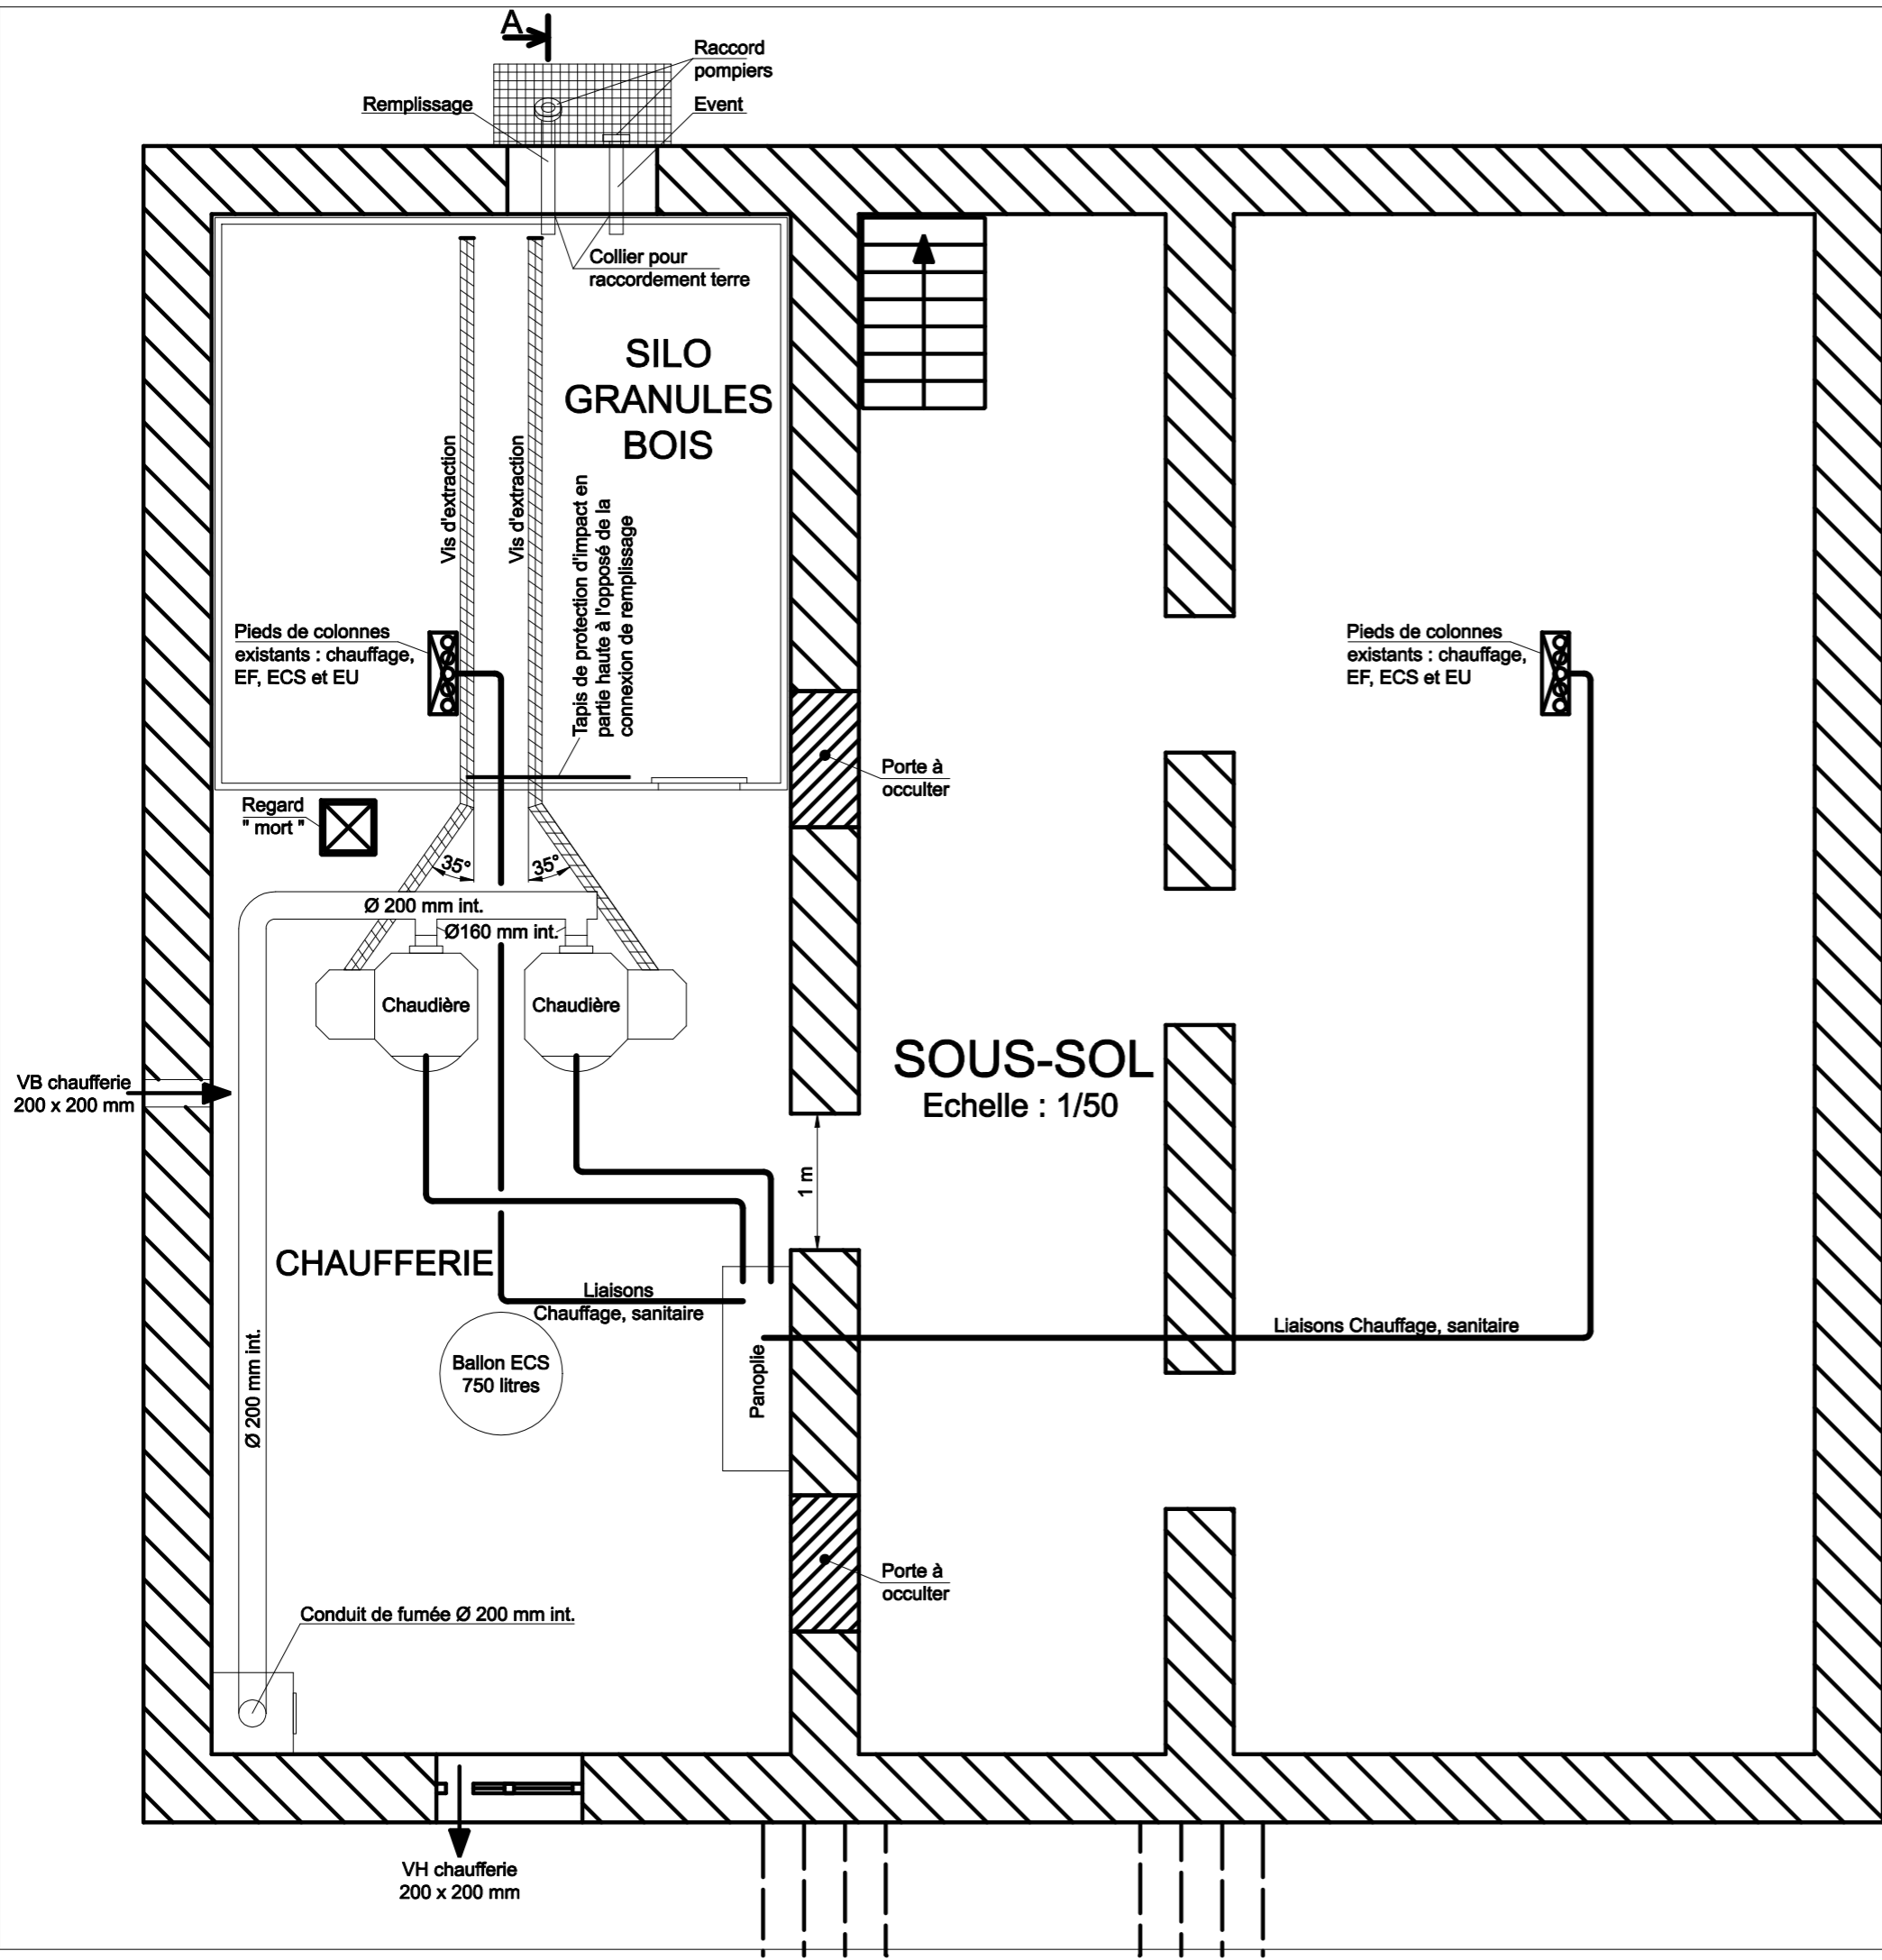 A
Raccord
pompiers
Remplissage
Event
Collier pour
raccordement terre
SILO
GRANULES
BOIS
Vis d'extraction
Vis d'extraction
Tapis de protection d'impact en
partie haute à l'opposé de la
connexion de remplissage
Pieds de colonnes
existants : chauffage,
EF, ECS et EU
Pieds de colonnes
existants : chauffage,
EF, ECS et EU
Porte à
occulter
Regard
" mort "
35°
35°
Ø 200 mm int.
Ø160 mm int.
Chaudière
Chaudière
SOUS-SOL
Echelle : 1/50
VB chaufferie
200 x 200 mm
1 m
CHAUFFERIE
Liaisons
Chauffage, sanitaire
Liaisons Chauffage, sanitaire
Ballon ECS
750 litres
Panoplie
Ø 200 mm int.
Porte à
occulter
Conduit de fumée Ø 200 mm int.
VH chaufferie
200 x 200 mm